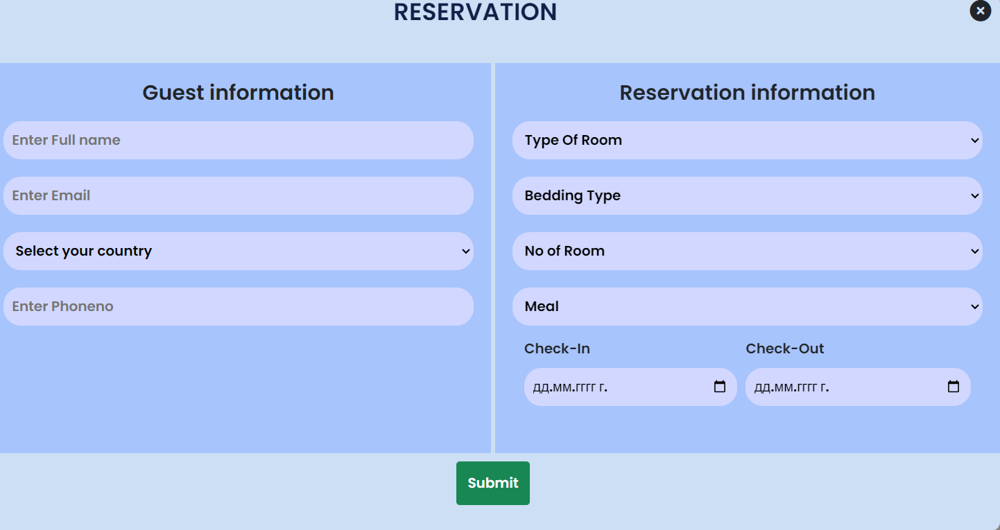 RESERVATION
Guest information
Enter Full name
Enter Email
Select your country
Enter Phoneno
Reservation information
Type Of Room
Bedding Type
No of Room
Meal
Check-In
Check-Out
дд.мм.гггг г.
дд.мм.гггг г.
Submit